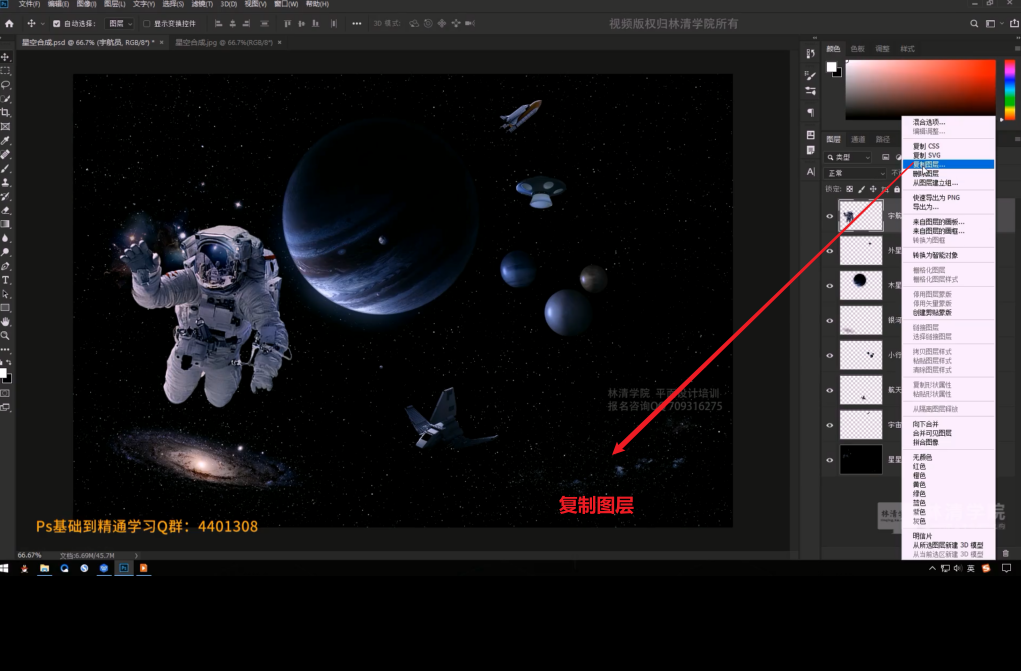 文件(F) 编辑(E) 图像(I) 图层(L) 文字(Y) 选择(S) 滤镜(T) 3D(D) 视图(V) 窗口(W) 帮助(H)
自动选择: 图层 显示变换控件 3D 模式:
视频版权归林清学院所有
星空合成.psd @ 66.7% (宇航员, RGB/8*) * × 星空合成.jpg @ 66.7%(RGB/8*) ×
颜色 色板 调整 样式
图层 通道 路径
类型
正常
锁定:
宇航
外星
木星
银河
小行
航天
宇宙
星星
混合选项...
编辑调整...
复制 CSS
复制 SVG
复制图层...
删除图层
从图层建立组...
快速导出为 PNG
导出为...
来自图层的画板...
来自图层的画框...
转换为图框
转换为智能对象
栅格化图层
栅格化图层样式
停用图层蒙版
停用矢量蒙版
创建剪贴蒙版
链接图层
选择链接图层
拷贝图层样式
粘贴图层样式
清除图层样式
复制形状属性
粘贴形状属性
从隔离图层释放
向下合并
合并可见图层
拼合图像
无颜色
红色
橙色
黄色
绿色
蓝色
紫色
灰色
明信片
从所选图层新建 3D 模型
从当前选区新建 3D 模型
林清学院 平面设计培训
报名咨询QQ 709316275
复制图层
Ps基础到精通学习Q群：4401308
66.67% 文档:6.69M/45.7M
英